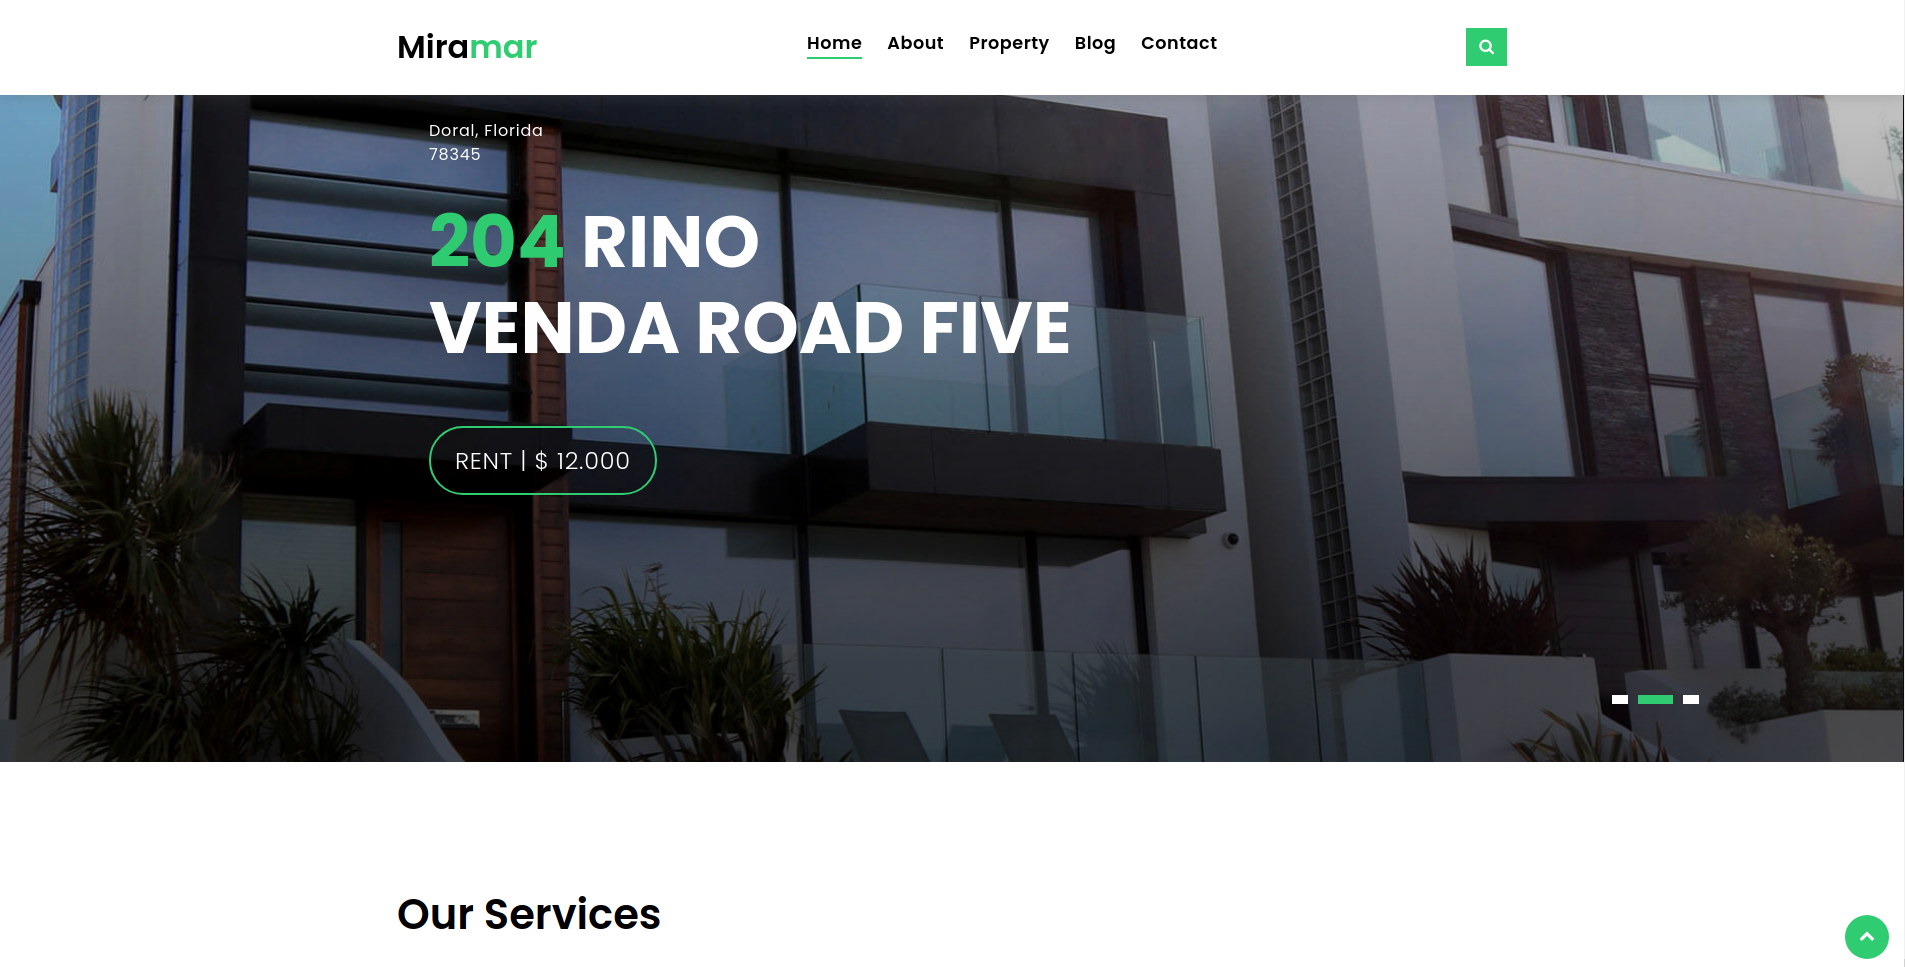 Miramar
Home About Property Blog Contact
Doral, Florida
78345
204 RINO
VENDA ROAD FIVE
RENT | $ 12.000
Our Services